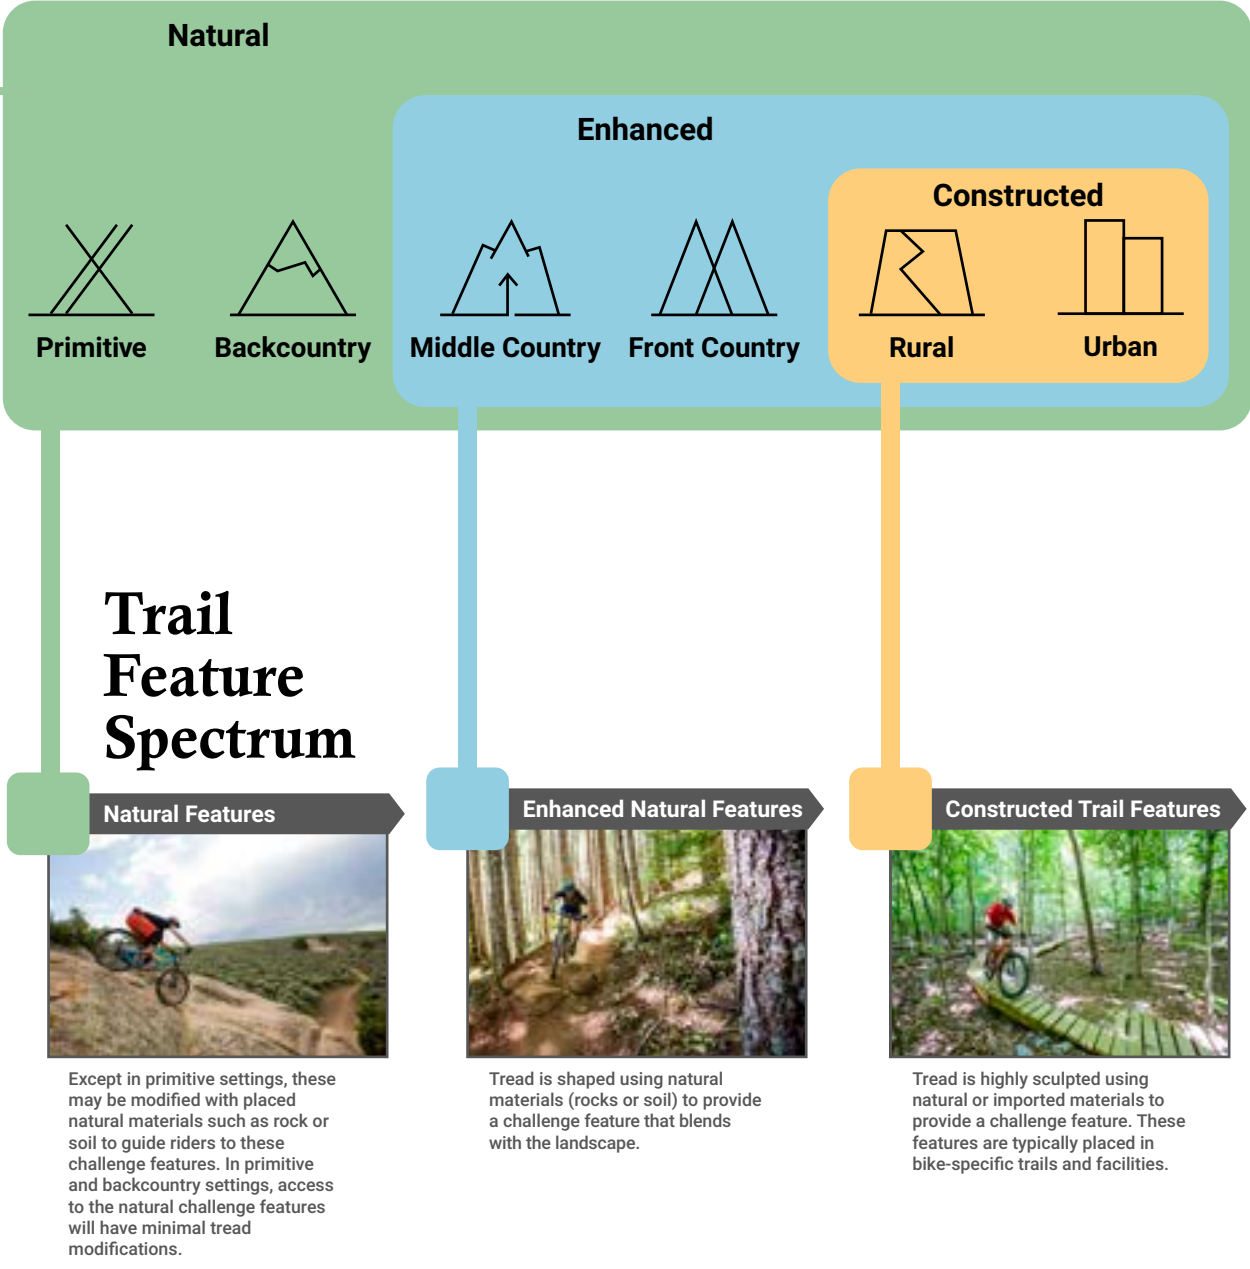 Natural
Enhanced
Constructed
Primitive
Backcountry
Middle Country
Front Country
Rural
Urban
Trail
Feature
Spectrum
Natural Features
Except in primitive settings, these
may be modified with placed
natural materials such as rock or
soil to guide riders to these
challenge features. In primitive
and backcountry settings, access
to the natural challenge features
will have minimal tread
modifications.
Enhanced Natural Features
Tread is shaped using natural
materials (rocks or soil) to provide
a challenge feature that blends
with the landscape.
Constructed Trail Features
Tread is highly sculpted using
natural or imported materials to
provide a challenge feature. These
features are typically placed in
bike-specific trails and facilities.